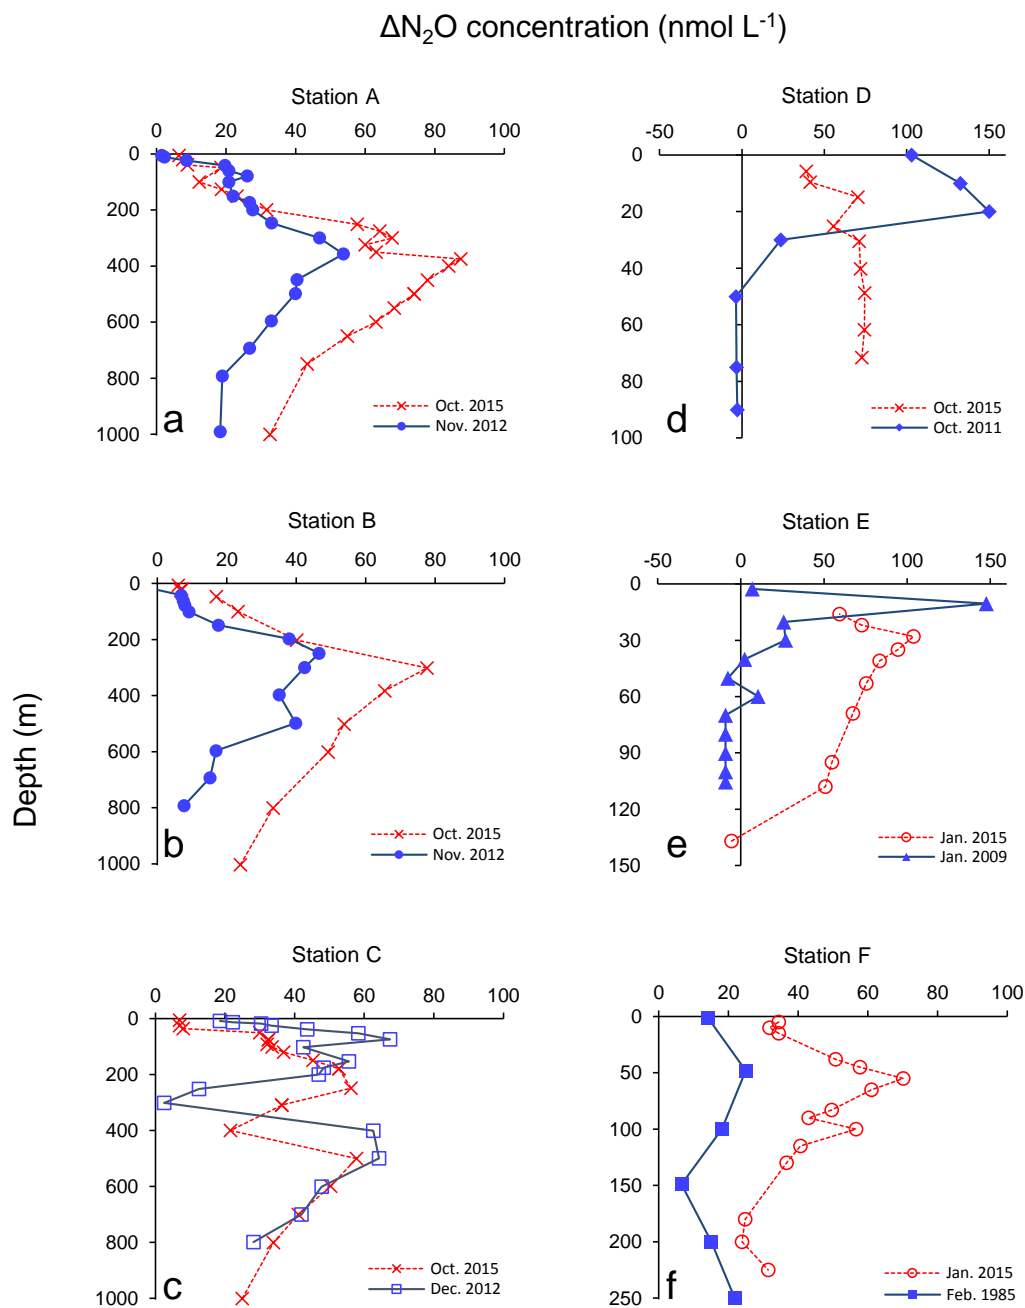 ΔN₂O concentration (nmol L⁻¹)
Depth (m)
Station A
0 20 40 60 80 100
0
200
400
600
800
1000
a
Oct. 2015
Nov. 2012
Station D
-50 0 50 100 150
0
20
40
60
80
100
d
Oct. 2015
Oct. 2011
Station B
0 20 40 60 80 100
0
200
400
600
800
1000
b
Oct. 2015
Nov. 2012
Station E
-50 0 50 100 150
0
30
60
90
120
150
e
Jan. 2015
Jan. 2009
Station C
0 20 40 60 80 100
0
200
400
600
800
1000
c
Oct. 2015
Dec. 2012
Station F
0 20 40 60 80 100
0
50
100
150
200
250
f
Jan. 2015
Feb. 1985